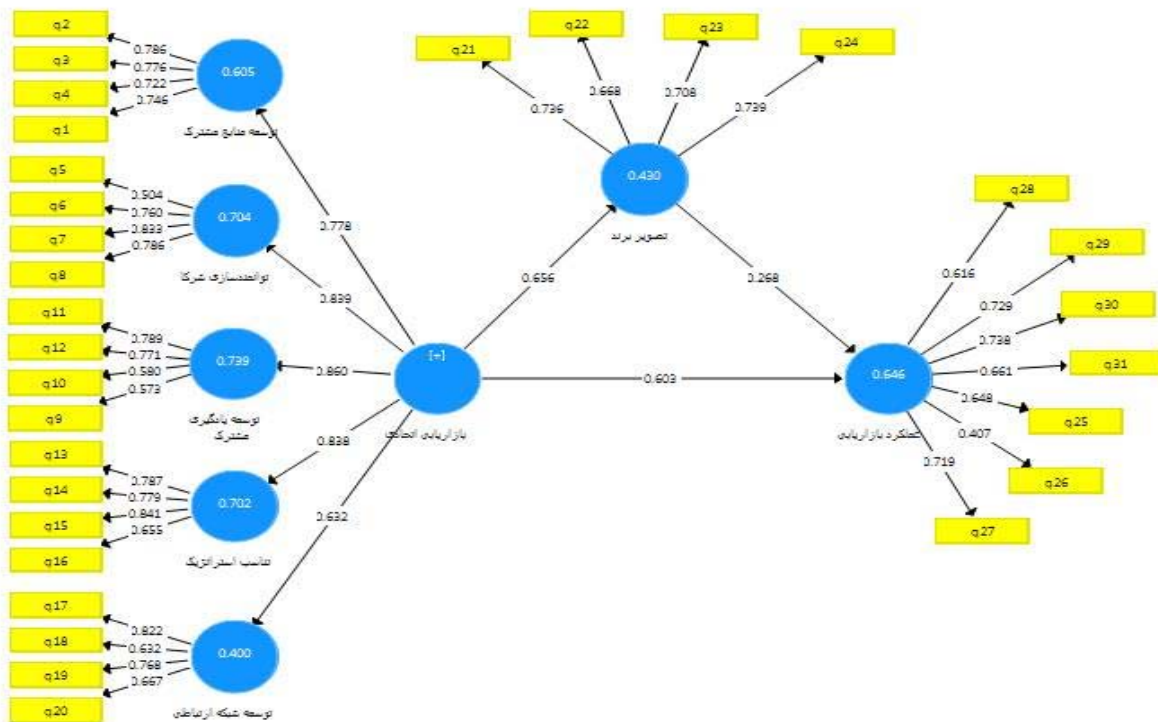 q2
q3
q4
q1
0.786
0.776
0.722
0.746
0.605
توسعه منابع مشترک
q5
q6
q7
q8
0.504
0.760
0.833
0.786
0.704
توانمندسازی شرکا
q11
q12
q10
q9
0.789
0.771
0.580
0.573
0.739
توسعه یادگیری
مشترک
q13
q14
q15
q16
0.787
0.779
0.841
0.655
0.702
تناسب استراتژیک
q17
q18
q19
q20
0.822
0.632
0.768
0.667
0.400
توسعه شبکه ارتباطی
0.778
0.839
0.860
0.838
0.632
[+]
بازاریابی اتحادی
0.656
0.603
q21
q22
q23
q24
0.736
0.668
0.708
0.739
0.430
تصویر برند
0.268
0.646
عملکرد بازاریابی
q28
q29
q30
q31
q25
q26
q27
0.616
0.729
0.738
0.661
0.648
0.407
0.719